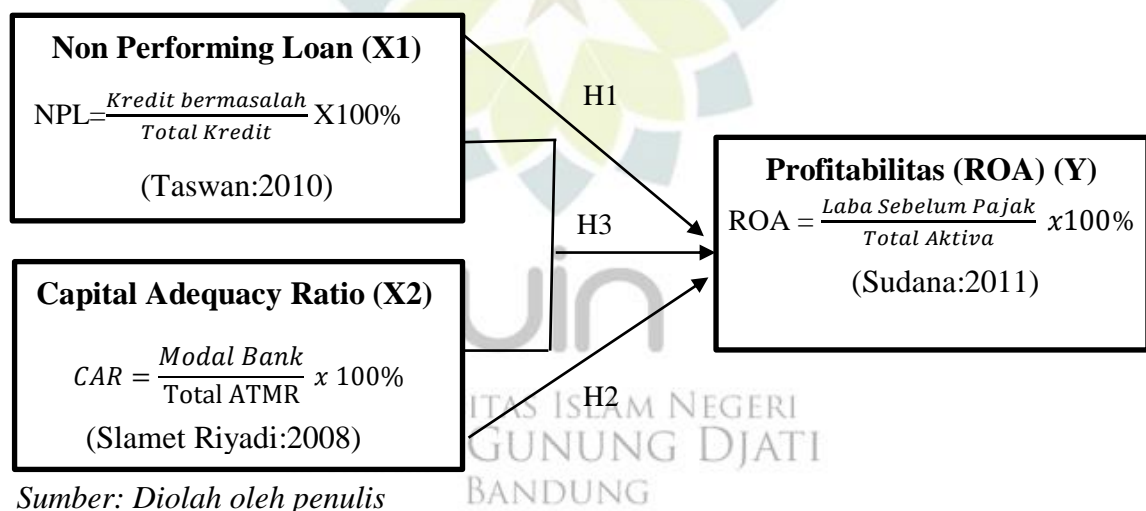 Non Performing Loan (X1)
NPL=Kredit bermasalah/Total Kredit X100%
(Taswan:2010)
H1
H3
Profitabilitas (ROA) (Y)
ROA = Laba Sebelum Pajak/Total Aktiva x100%
(Sudana:2011)
Capital Adequacy Ratio (X2)
CAR = Modal Bank/Total ATMR x 100%
(Slamet Riyadi:2008)
H2
uin
ISLAM NEGERI
GUNUNG DJATI
BANDUNG
Sumber: Diolah oleh penulis